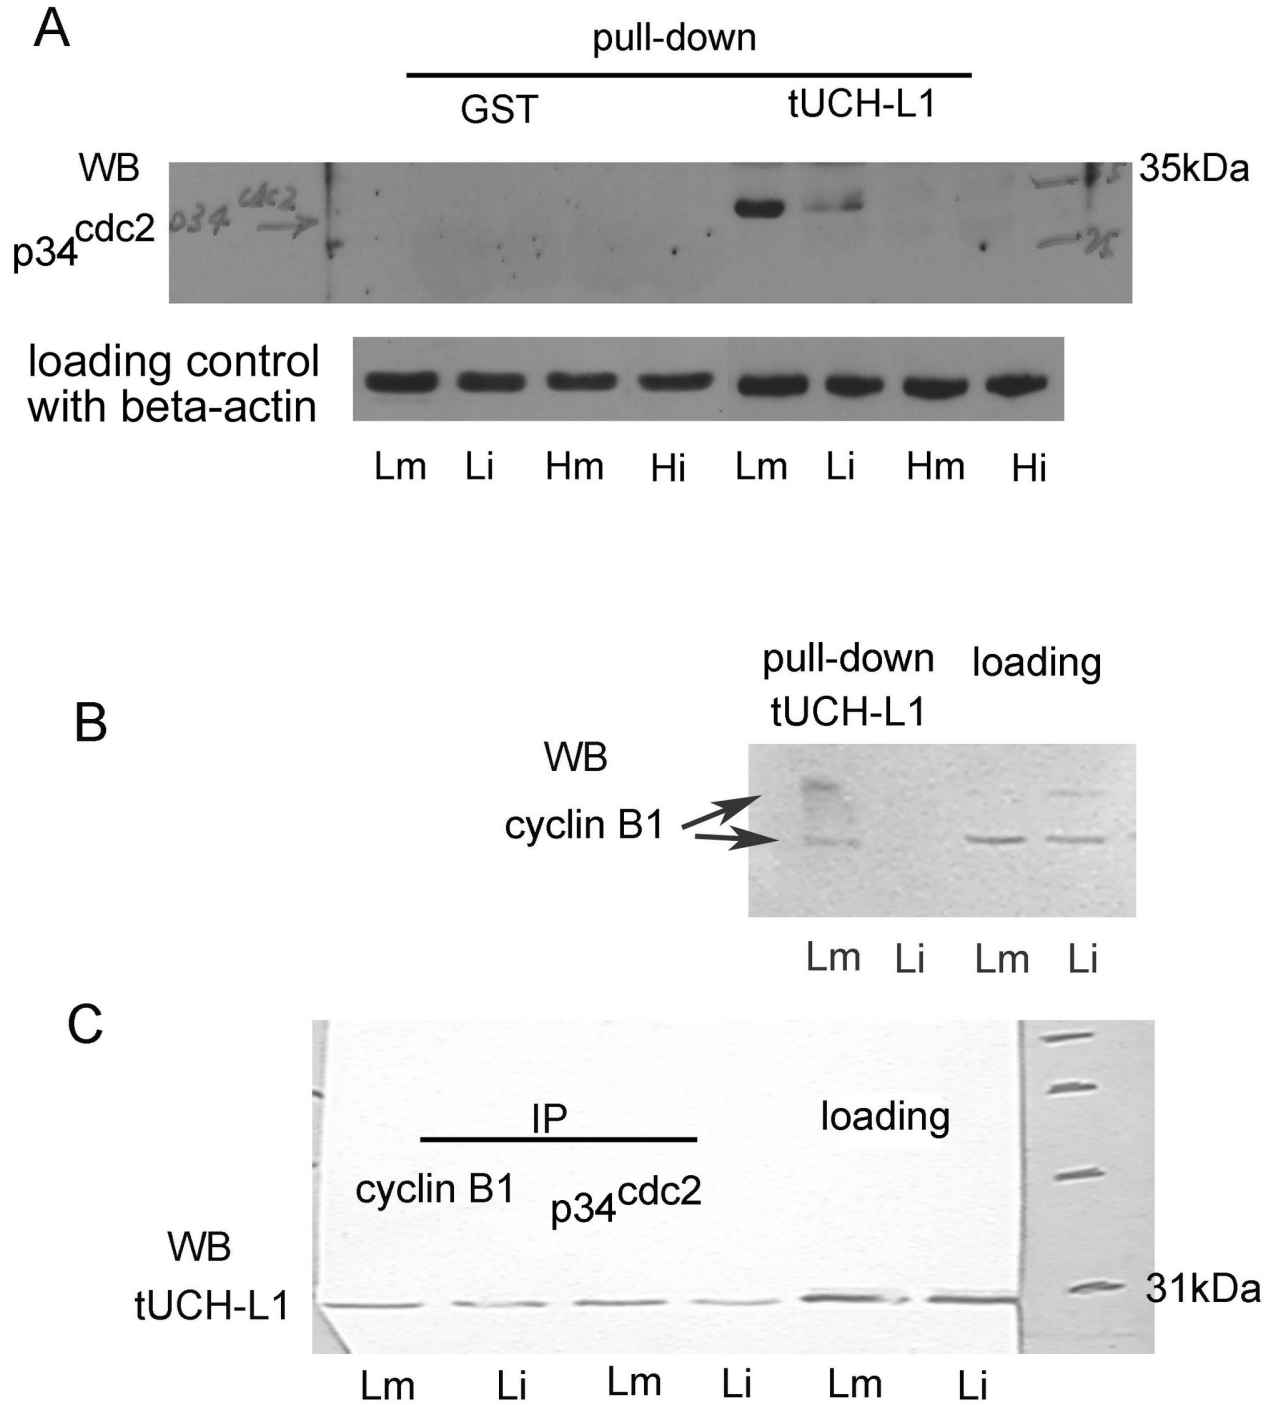 A
pull-down
GST tUCH-L1
WB
35kDa
p34 cdc2
p34cdc2
25
loading control
with beta-actin
Lm Li Hm Hi Lm Li Hm Hi
B
pull-down loading
tUCH-L1
WB
cyclin B1
Lm Li Lm Li
C
IP
loading
cyclin B1 p34cdc2
WB
tUCH-L1
31kDa
Lm Li Lm Li Lm Li